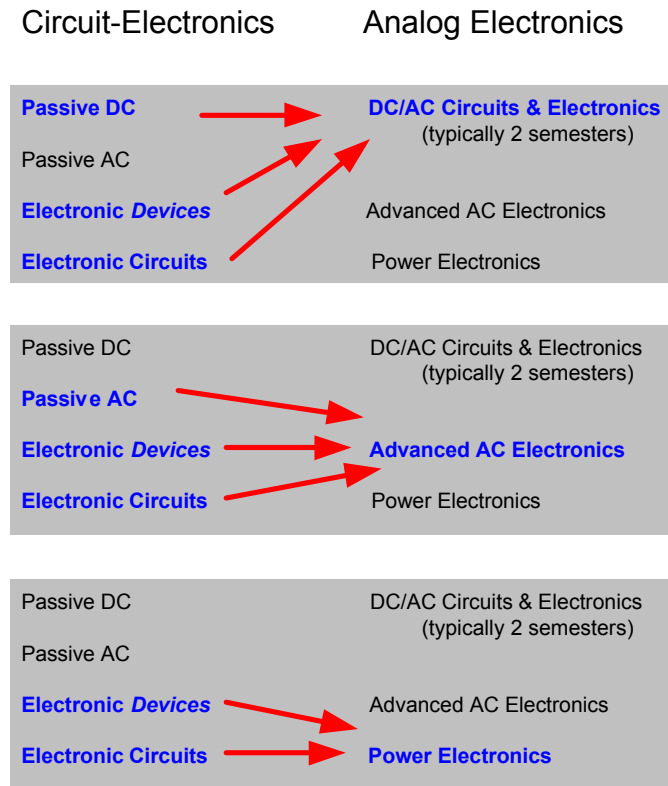 Circuit-Electronics Analog Electronics
Passive DC DC/AC Circuits & Electronics
(typically 2 semesters)
Passive AC
Electronic Devices Advanced AC Electronics
Electronic Circuits Power Electronics
Passive DC DC/AC Circuits & Electronics
(typically 2 semesters)
Passive AC
Electronic Devices Advanced AC Electronics
Electronic Circuits Power Electronics
Passive DC DC/AC Circuits & Electronics
(typically 2 semesters)
Passive AC
Electronic Devices Advanced AC Electronics
Electronic Circuits Power Electronics